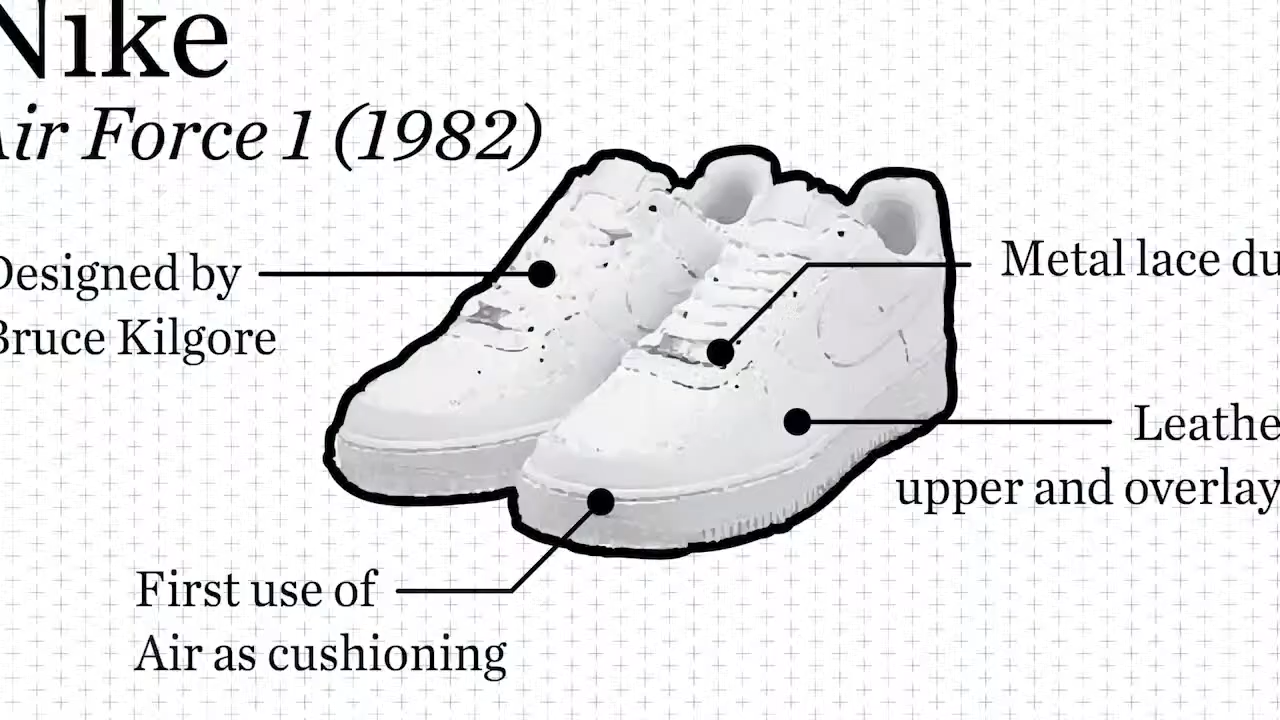 Nike
Air Force 1 (1982)
Designed by
Bruce Kilgore
Metal lace du
Leathe
upper and overlay
First use of
Air as cushioning